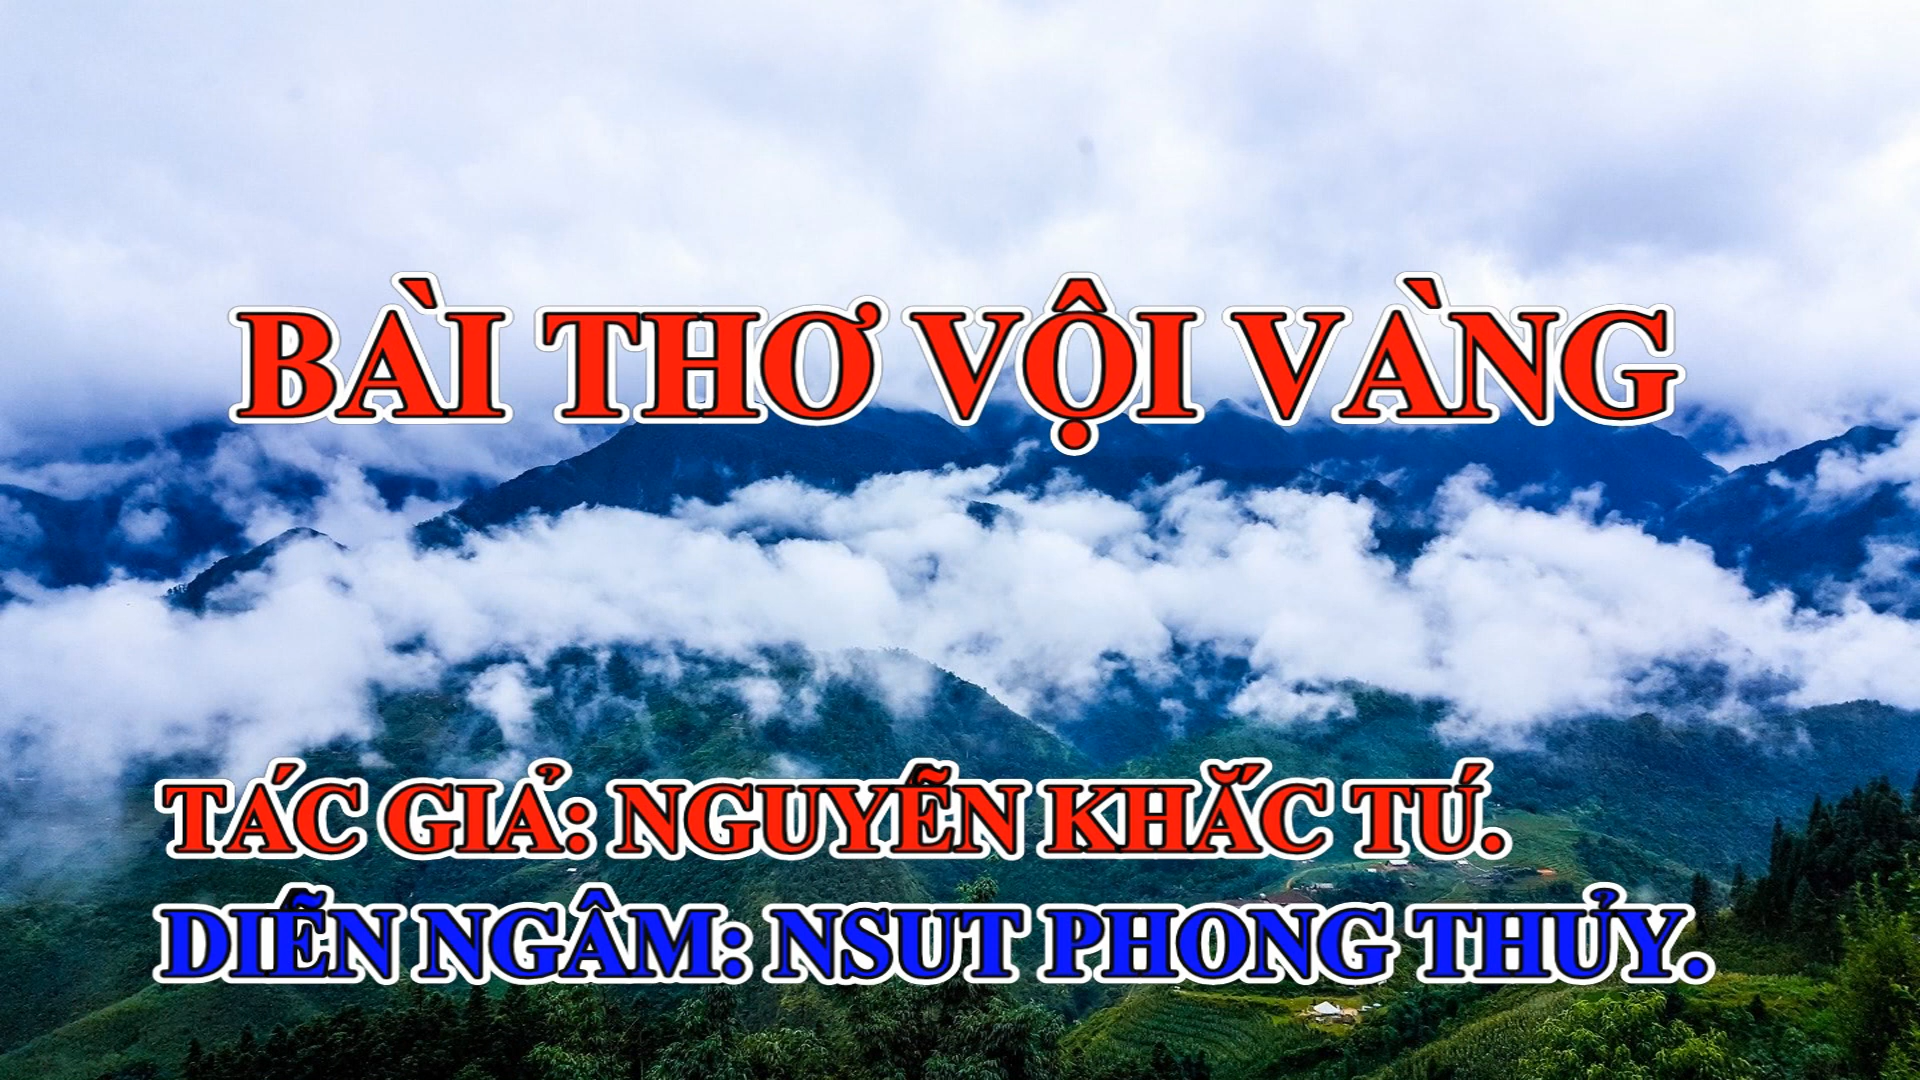 BÀI THƠ VỘI VÀNG
TÁC GIẢ: NGUYỄN KHẮC TÚ.
DIỄN NGÂM: NSUT PHONG THỦY.